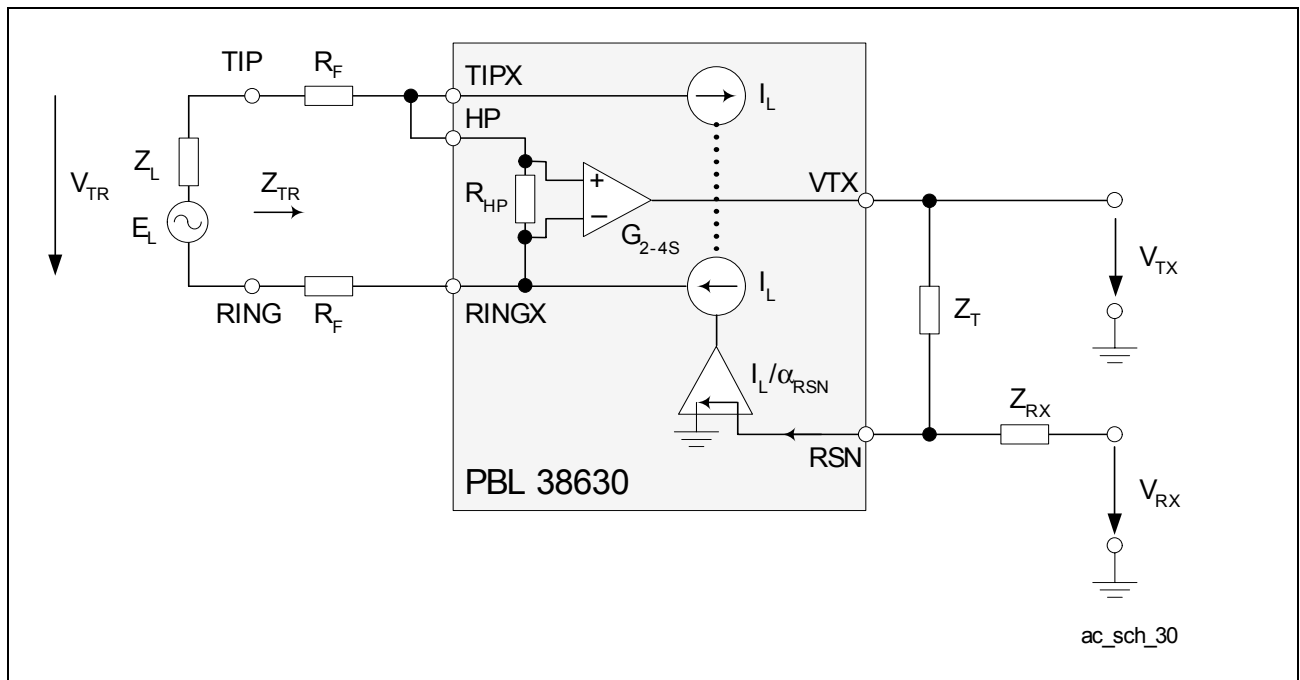 TIP
R_F
TIPX
I_L
HP
Z_L
V_TR
Z_TR
R_HP
+
−
VTX
E_L
G_2-4S
V_TX
I_L
RING
R_F
RINGX
Z_T
I_L/α_RSN
Z_RX
RSN
PBL 38630
V_RX
ac_sch_30